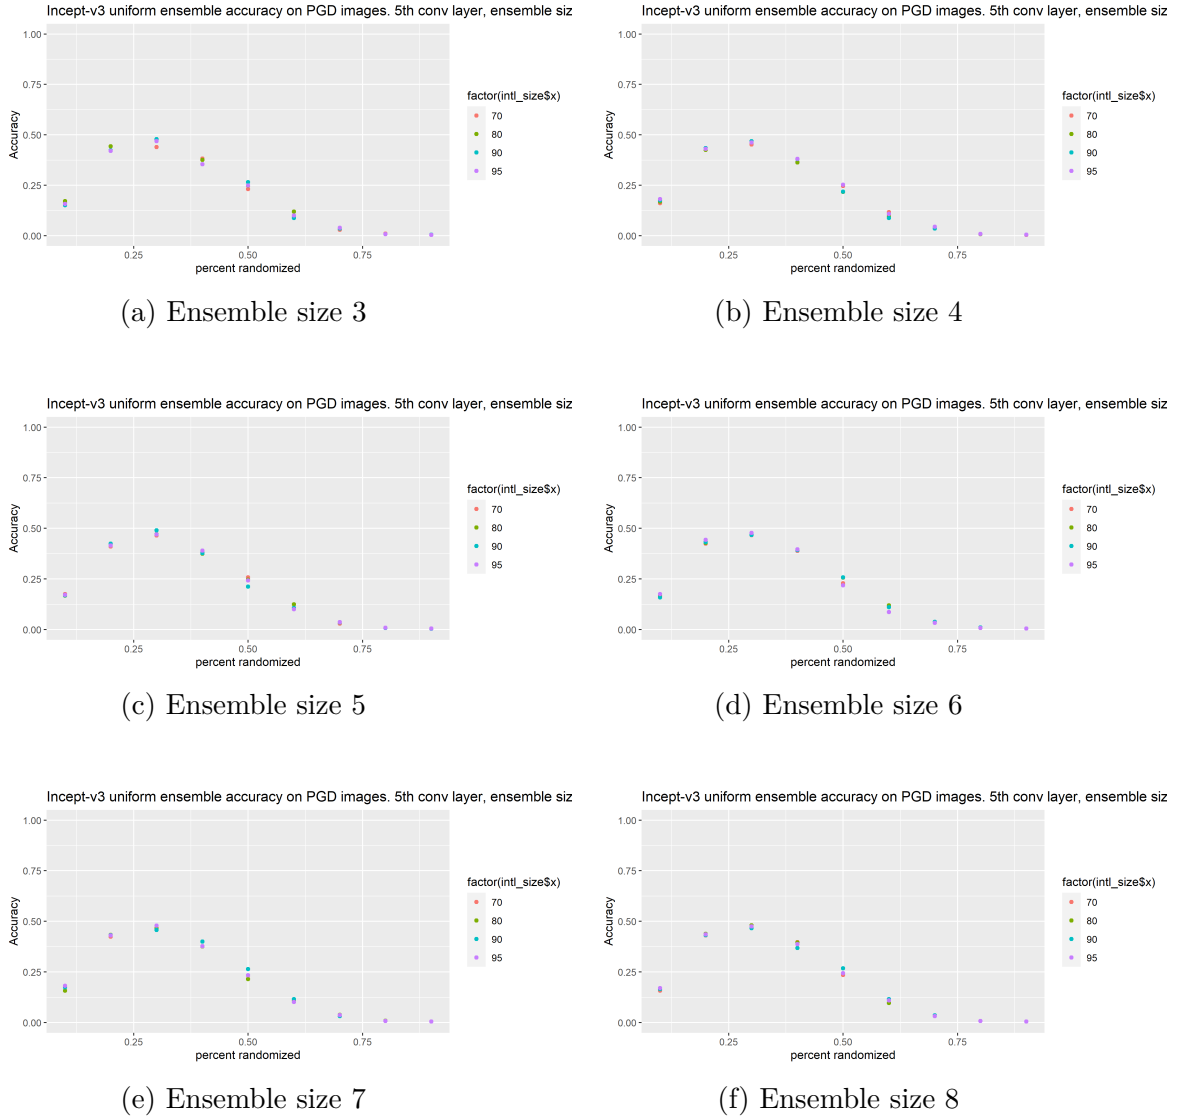 Incept-v3 uniform ensemble accuracy on PGD images. 5th conv layer, ensemble siz
1.00
0.75
0.50
0.25
0.00
Accuracy
0.25 0.50 0.75
percent randomized
factor(intl_size$x)
70
80
90
95
(a) Ensemble size 3
Incept-v3 uniform ensemble accuracy on PGD images. 5th conv layer, ensemble siz
1.00
0.75
0.50
0.25
0.00
Accuracy
0.25 0.50 0.75
percent randomized
factor(intl_size$x)
70
80
90
95
(b) Ensemble size 4
Incept-v3 uniform ensemble accuracy on PGD images. 5th conv layer, ensemble siz
1.00
0.75
0.50
0.25
0.00
Accuracy
0.25 0.50 0.75
percent randomized
factor(intl_size$x)
70
80
90
95
(c) Ensemble size 5
Incept-v3 uniform ensemble accuracy on PGD images. 5th conv layer, ensemble siz
1.00
0.75
0.50
0.25
0.00
Accuracy
0.25 0.50 0.75
percent randomized
factor(intl_size$x)
70
80
90
95
(d) Ensemble size 6
Incept-v3 uniform ensemble accuracy on PGD images. 5th conv layer, ensemble siz
1.00
0.75
0.50
0.25
0.00
Accuracy
0.25 0.50 0.75
percent randomized
factor(intl_size$x)
70
80
90
95
(e) Ensemble size 7
Incept-v3 uniform ensemble accuracy on PGD images. 5th conv layer, ensemble siz
1.00
0.75
0.50
0.25
0.00
Accuracy
0.25 0.50 0.75
percent randomized
factor(intl_size$x)
70
80
90
95
(f) Ensemble size 8